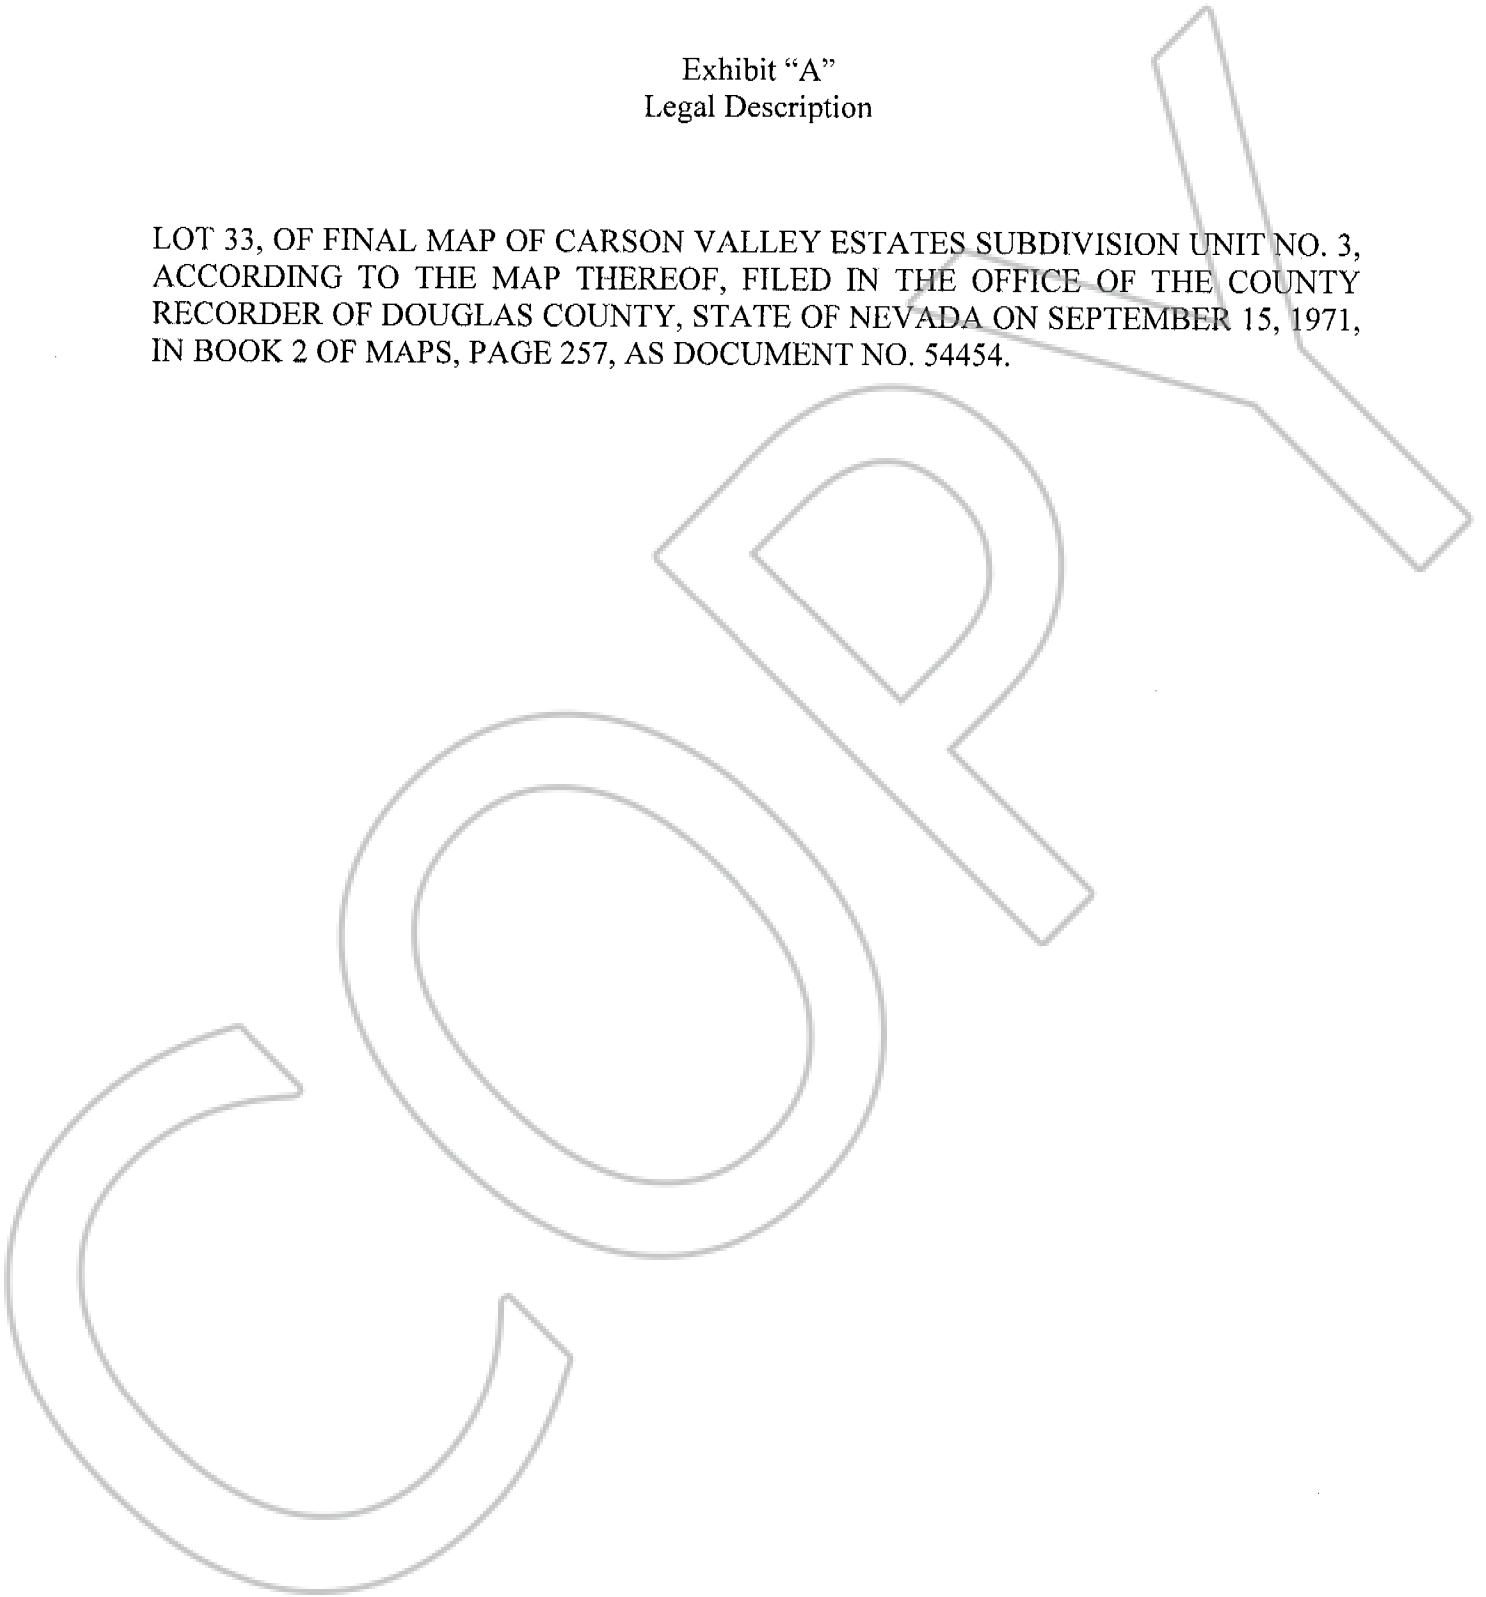 Exhibit “A”
Legal Description
LOT 33, OF FINAL MAP OF CARSON VALLEY ESTATES SUBDIVISION UNIT NO. 3,
ACCORDING TO THE MAP THEREOF, FILED IN THE OFFICE OF THE COUNTY
RECORDER OF DOUGLAS COUNTY, STATE OF NEVADA ON SEPTEMBER 15, 1971,
IN BOOK 2 OF MAPS, PAGE 257, AS DOCUMENT NO. 54454.
COPY